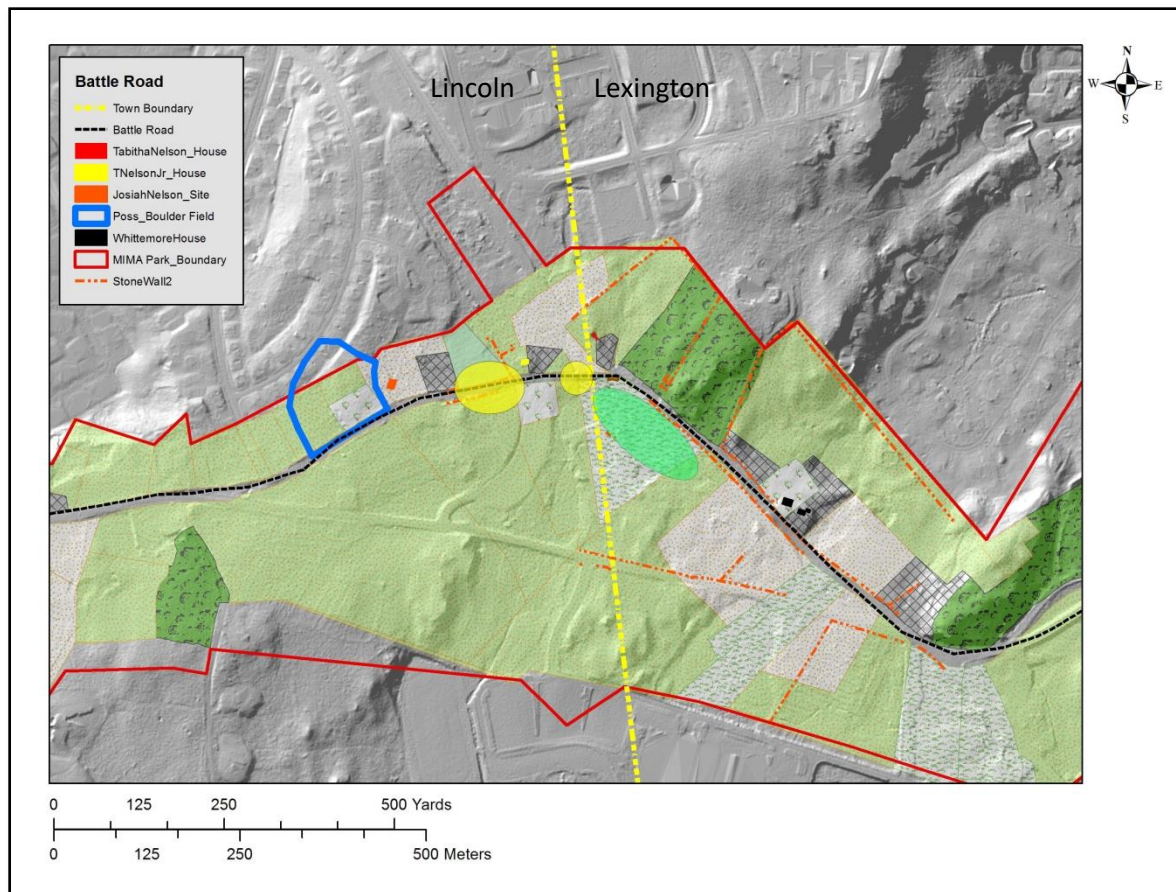 Lincoln Lexington
N
W E
S
Battle Road
Town Boundary
Battle Road
TabithaNelson_House
TNelsonJr_House
JosiahNelson_Site
Poss_Boulder Field
WhittemoreHouse
MIMA Park_Boundary
StoneWall2
0 125 250 500 Yards
0 125 250 500 Meters